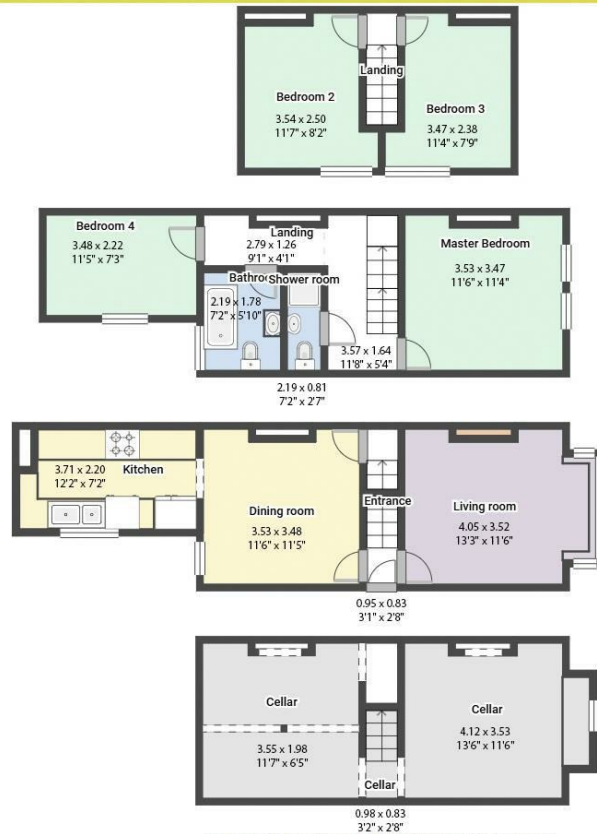 Bedroom 2
3.54 x 2.50
11'7" x 8'2"
Landing
Bedroom 3
3.47 x 2.38
11'4" x 7'9"
Bedroom 4
3.48 x 2.22
11'5" x 7'3"
Landing
2.79 x 1.26
9'1" x 4'1"
Master Bedroom
3.53 x 3.47
11'6" x 11'4"
Bathroo
2.19 x 1.78
7'2" x 5'10"
Shower room
3.57 x 1.64
11'8" x 5'4"
2.19 x 0.81
7'2" x 2'7"
Kitchen
3.71 x 2.20
12'2" x 7'2"
Dining room
3.53 x 3.48
11'6" x 11'5"
Entrance
Living room
4.05 x 3.52
13'3" x 11'6"
0.95 x 0.83
3'1" x 2'8"
Cellar
3.55 x 1.98
11'7" x 6'5"
Cellar
Cellar
4.12 x 3.53
13'6" x 11'6"
0.98 x 0.83
3'2" x 2'8"